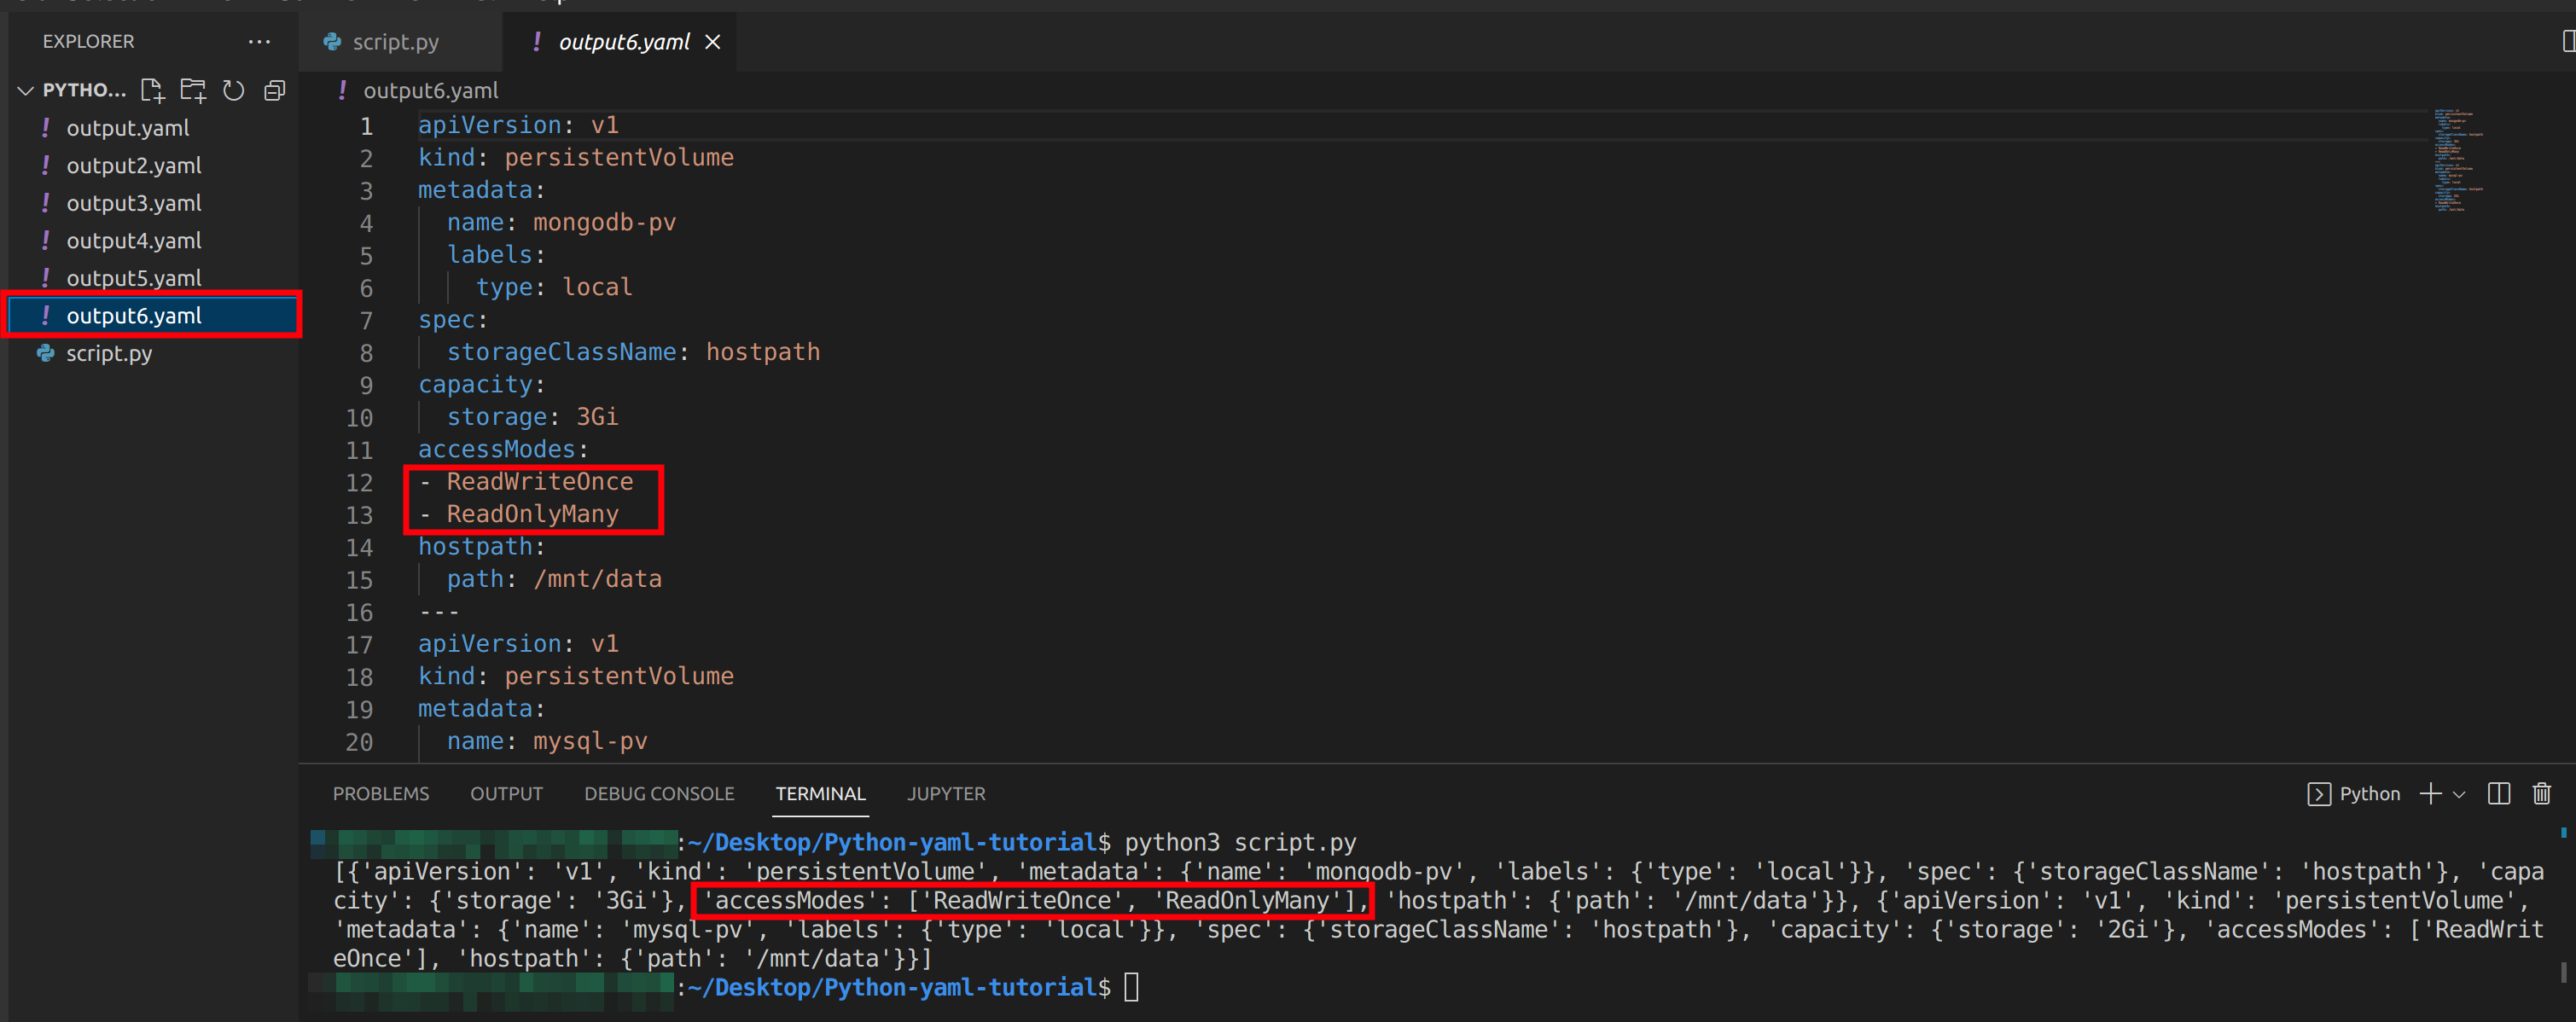 EXPLORER ...
script.py
output6.yaml
PYTHO...
output.yaml
output2.yaml
output3.yaml
output4.yaml
output5.yaml
output6.yaml
script.py
output6.yaml
1 apiVersion: v1
2 kind: persistentVolume
3 metadata:
4   name: mongodb-pv
5   labels:
6     type: local
7 spec:
8   storageClassName: hostpath
9 capacity:
10   storage: 3Gi
11 accessModes:
12 - ReadWriteOnce
13 - ReadOnlyMany
14 hostpath:
15   path: /mnt/data
16 ---
17 apiVersion: v1
18 kind: persistentVolume
19 metadata:
20   name: mysql-pv
PROBLEMS OUTPUT DEBUG CONSOLE TERMINAL JUPYTER
Python
:~/Desktop/Python-yaml-tutorial$ python3 script.py
[{'apiVersion': 'v1', 'kind': 'persistentVolume', 'metadata': {'name': 'mongodb-pv', 'labels': {'type': 'local'}}, 'spec': {'storageClassName': 'hostpath'}, 'capa
city': {'storage': '3Gi'}, 'accessModes': ['ReadWriteOnce', 'ReadOnlyMany'], 'hostpath': {'path': '/mnt/data'}}, {'apiVersion': 'v1', 'kind': 'persistentVolume',
'metadata': {'name': 'mysql-pv', 'labels': {'type': 'local'}}, 'spec': {'storageClassName': 'hostpath'}, 'capacity': {'storage': '2Gi'}, 'accessModes': ['ReadWrit
eOnce'], 'hostpath': {'path': '/mnt/data'}}]
:~/Desktop/Python-yaml-tutorial$